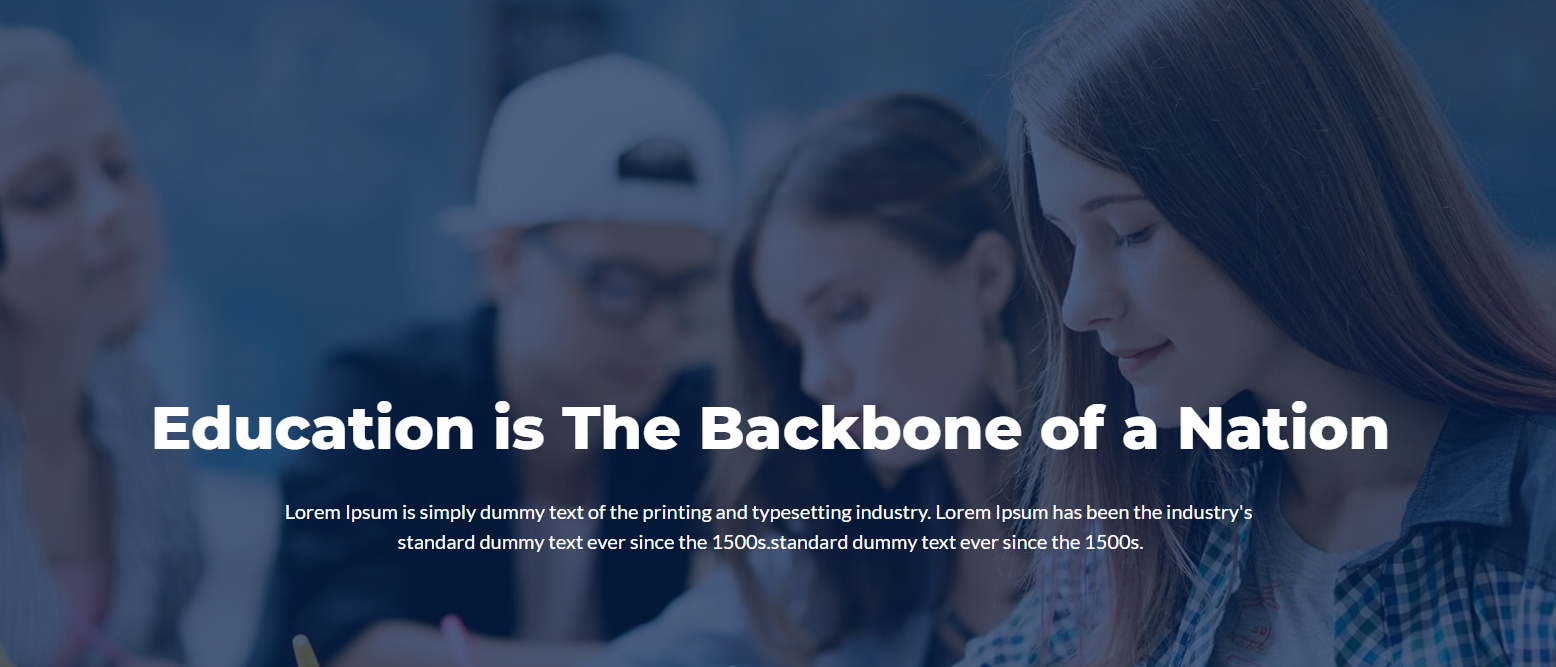 Education is The Backbone of a Nation
Lorem Ipsum is simply dummy text of the printing and typesetting industry. Lorem Ipsum has been the industry's
standard dummy text ever since the 1500s.standard dummy text ever since the 1500s.